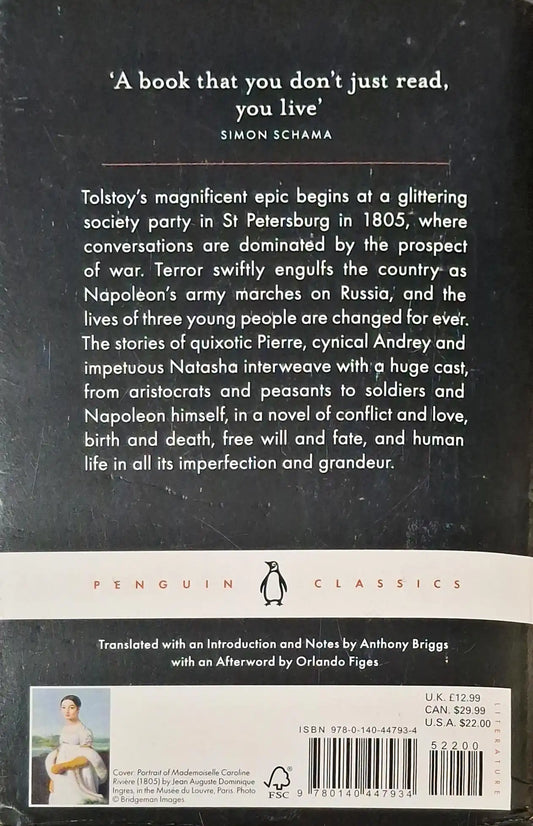 ‘A book that you don’t just read,
you live’
SIMON SCHAMA
Tolstoy’s magnificent epic begins at a glittering
society party in St Petersburg in 1805, where
conversations are dominated by the prospect
of war. Terror swiftly engulfs the country as
Napoleon’s army marches on Russia, and the
lives of three young people are changed for ever.
The stories of quixotic Pierre, cynical Andrey and
impetuous Natasha interweave with a huge cast,
from aristocrats and peasants to soldiers and
Napoleon himself, in a novel of conflict and love,
birth and death, free will and fate, and human
life in all its imperfection and grandeur.
PENGUIN CLASSICS
Translated with an Introduction and Notes by Anthony Briggs
with an Afterword by Orlando Figes
Cover: Portrait of Mademoiselle Caroline
Rivière (1805) by Jean Auguste Dominique
Ingres, in the Musée du Louvre, Paris. Photo
© Bridgeman Images.
FSC
U.K. £12.99
CAN. $29.99
U.S.A. $22.00
ISBN 978-0-140-44793-4
52200
9 780140 447934
LITERATURE